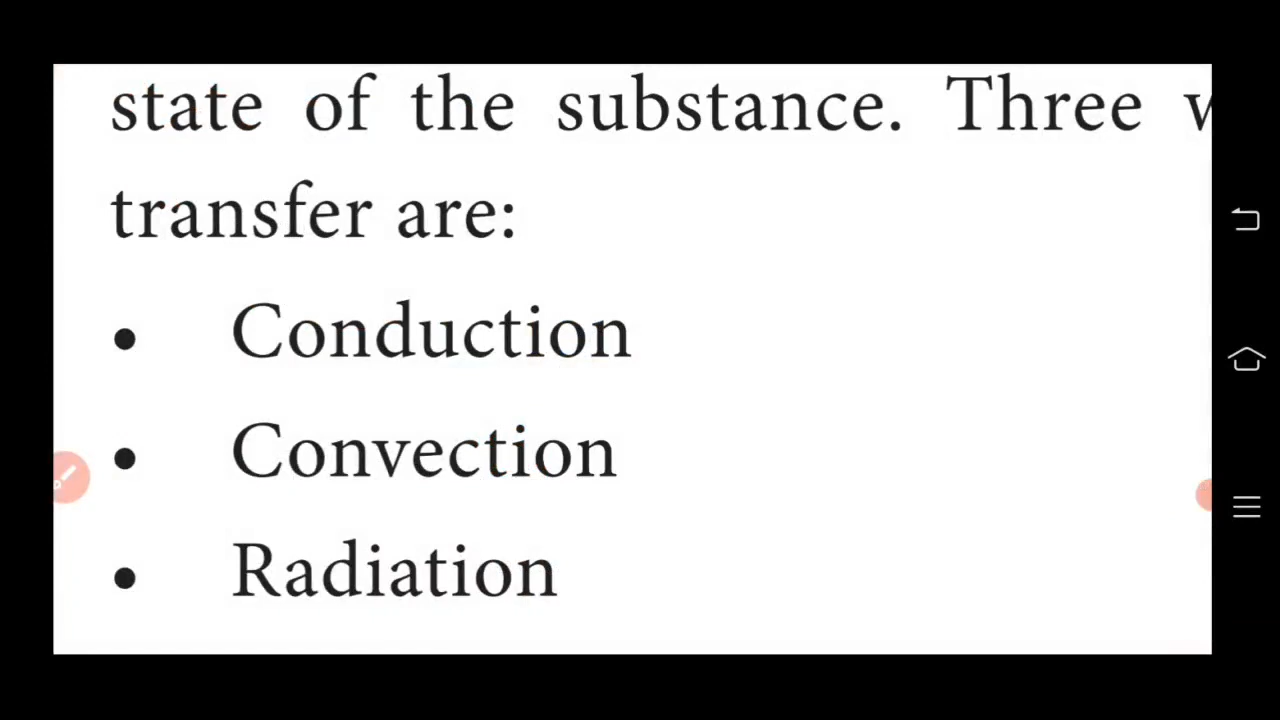 state of the substance. Three
transfer are:
• Conduction
• Convection
• Radiation